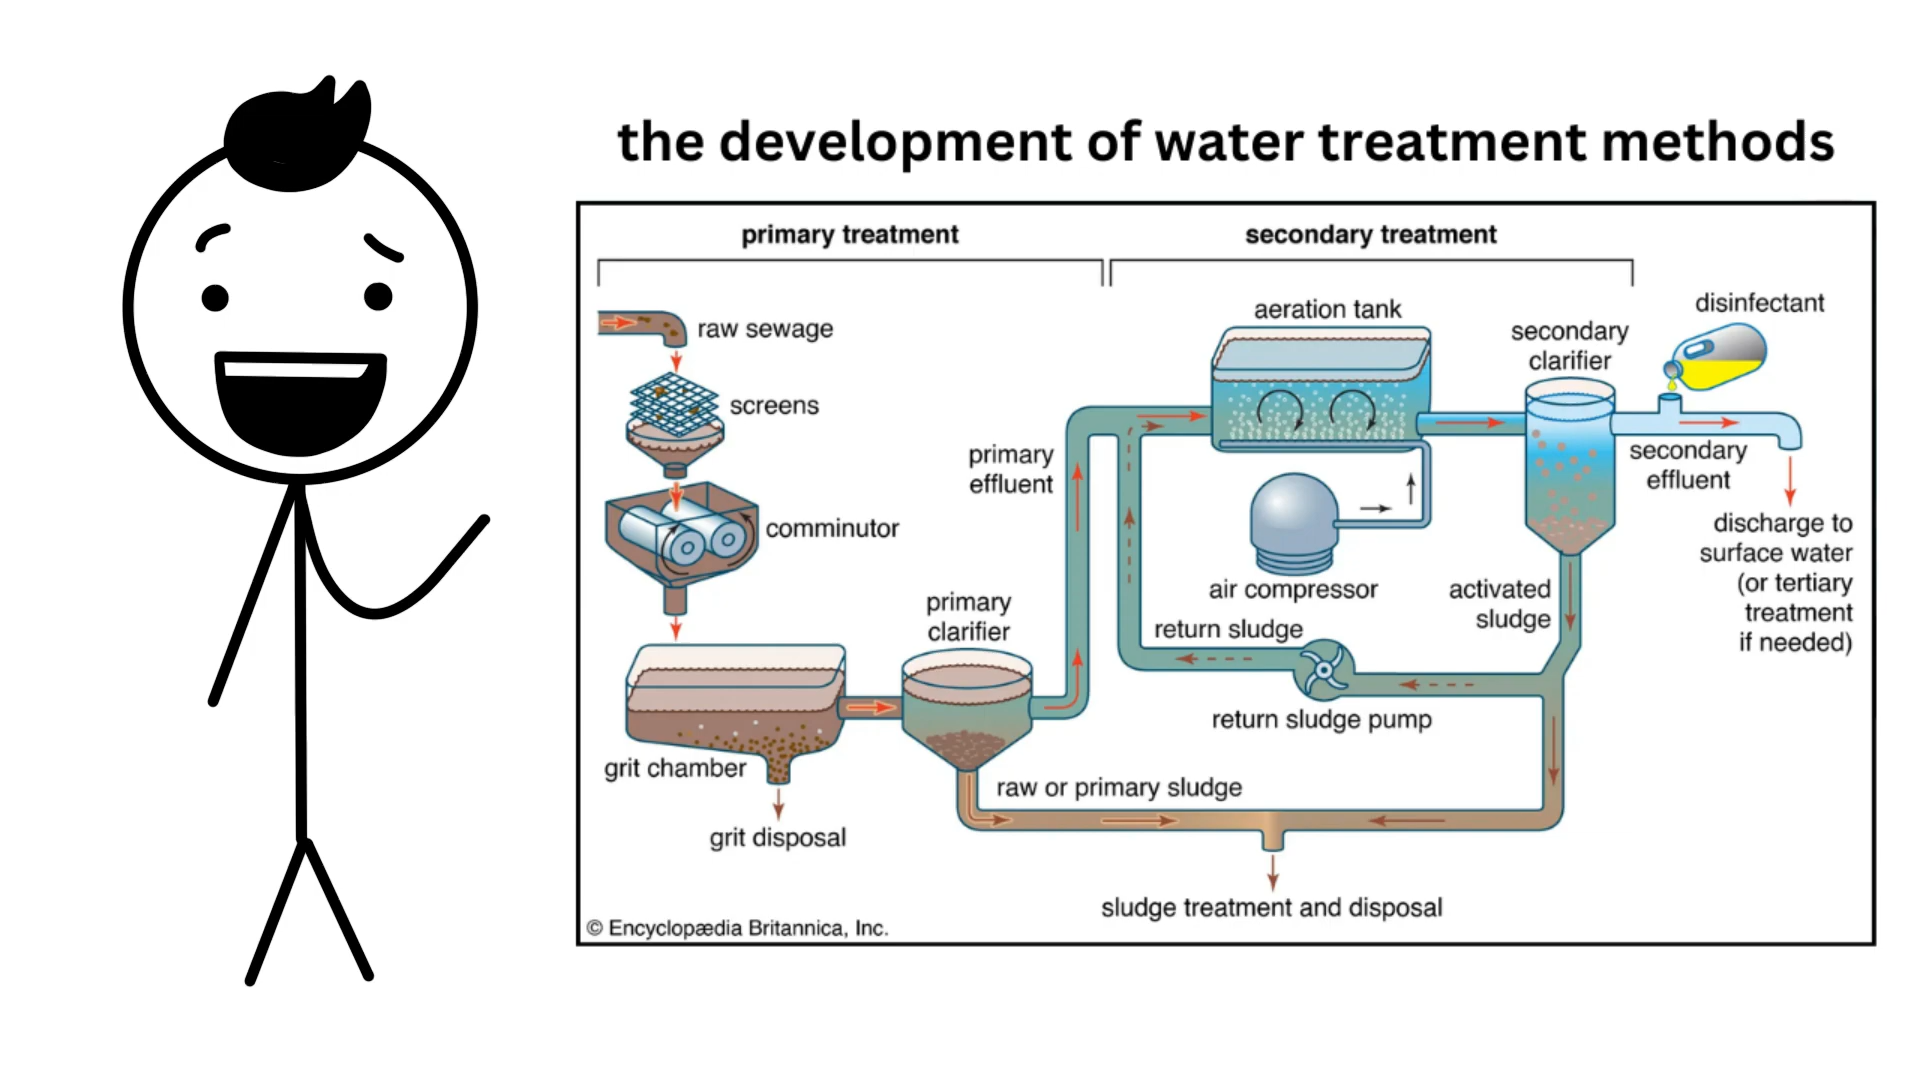 the development of water treatment methods
primary treatment
secondary treatment
raw sewage
screens
comminutor
grit chamber
grit disposal
primary
clarifier
raw or primary sludge
primary
effluent
aeration tank
air compressor
return sludge
return sludge pump
secondary
clarifier
activated
sludge
disinfectant
secondary
effluent
discharge to
surface water
(or tertiary
treatment
if needed)
sludge treatment and disposal
© Encyclopædia Britannica, Inc.